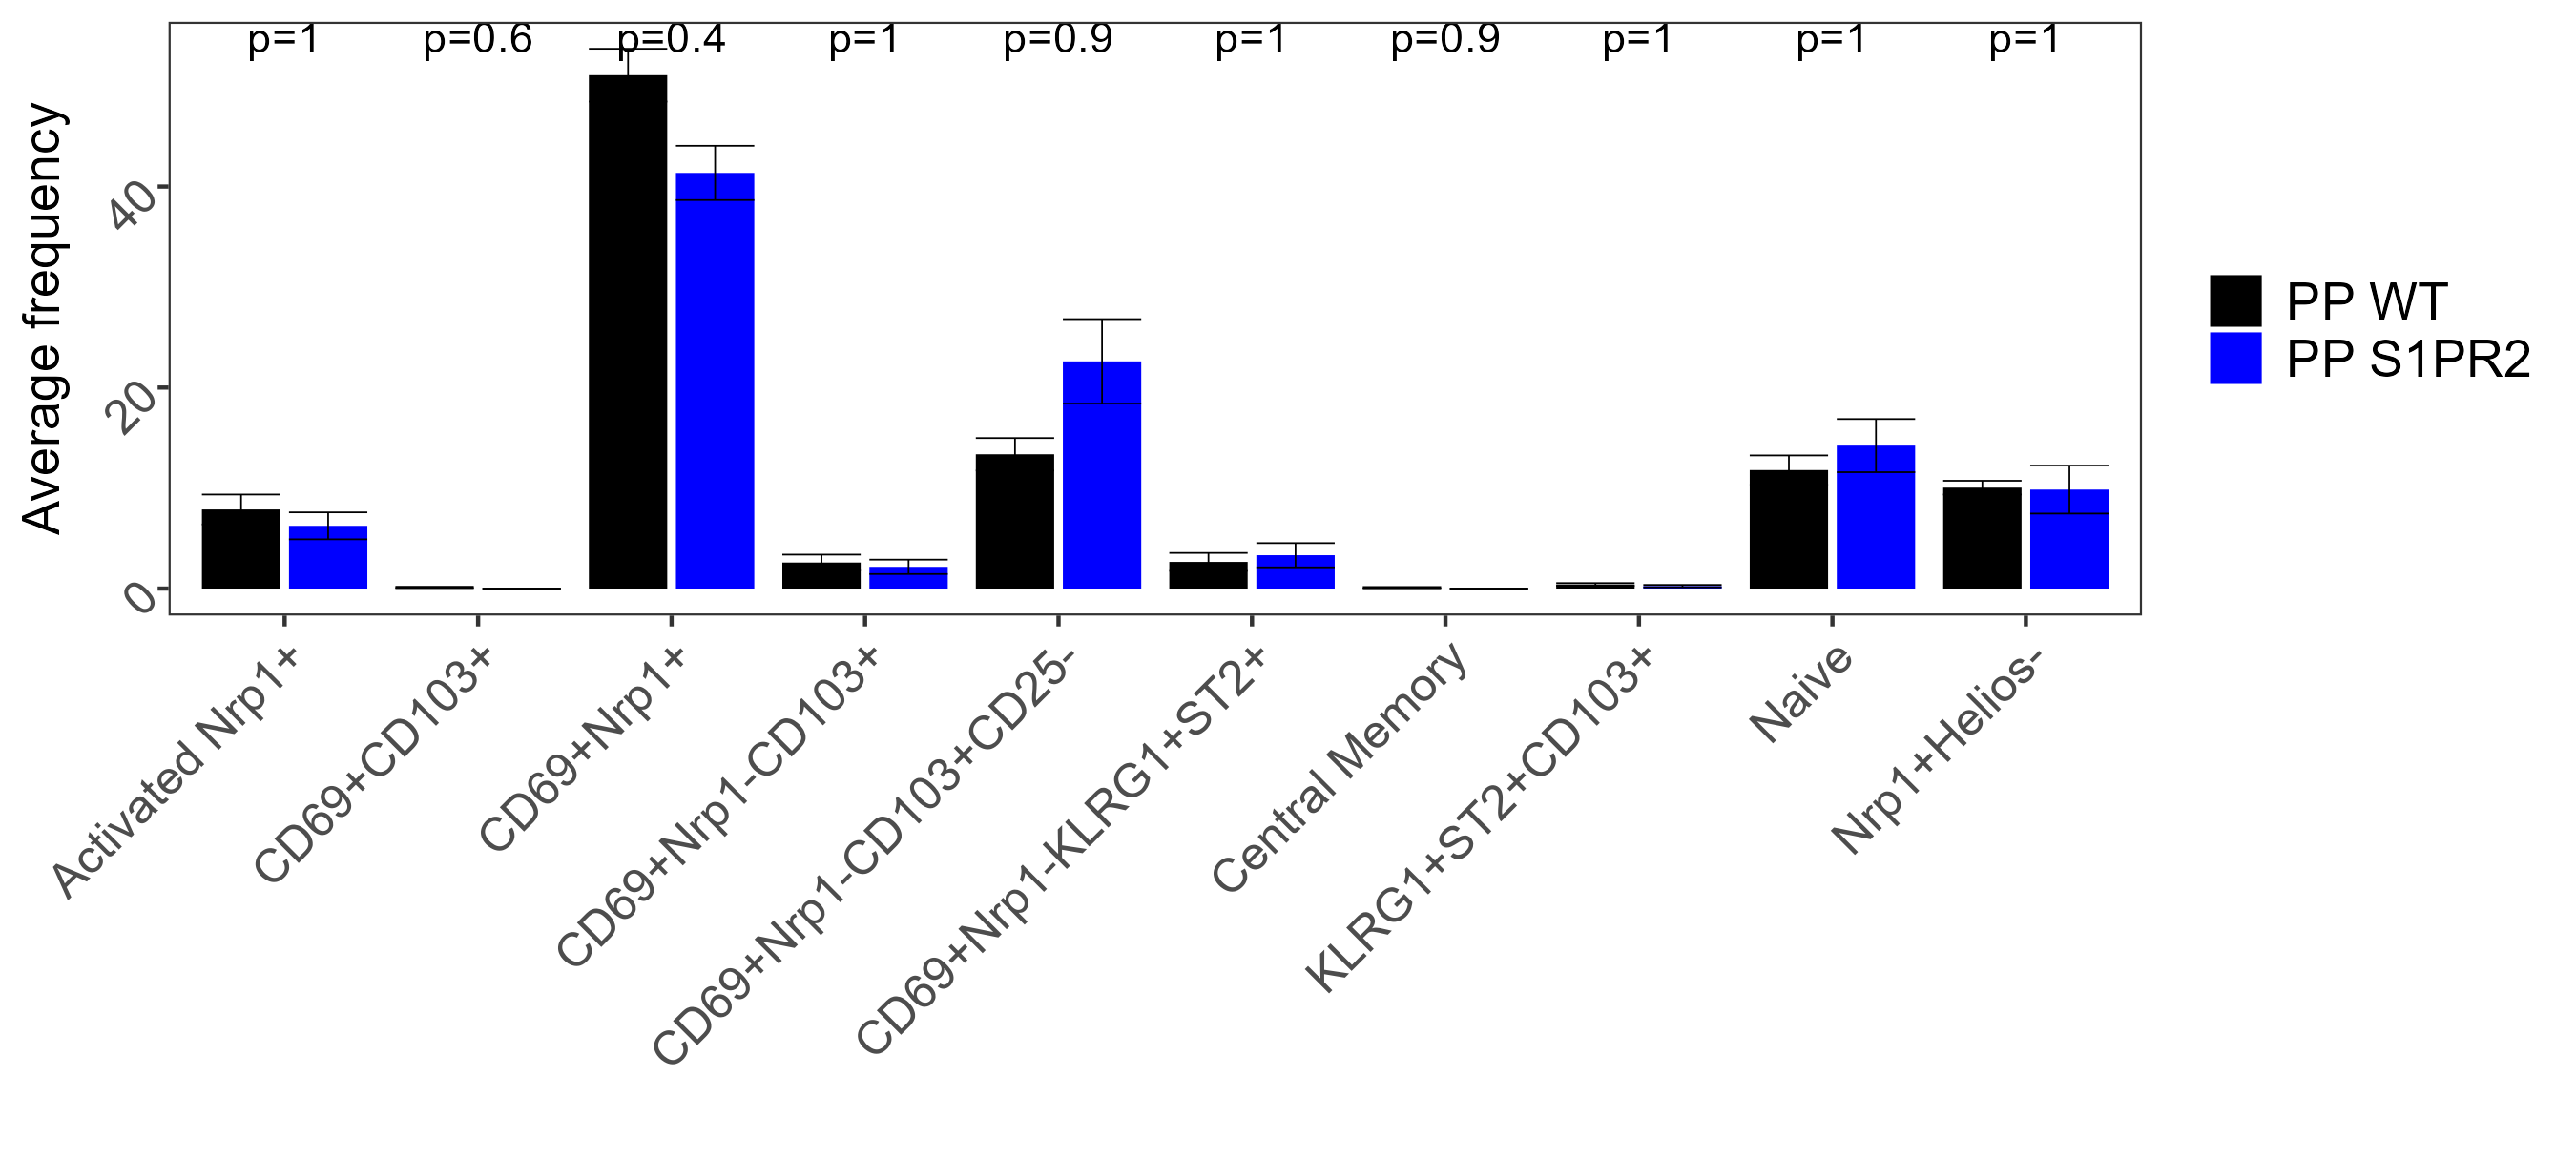 p=1 p=0.6 p=0.4 p=1 p=0.9 p=1 p=0.9 p=1 p=1 p=1
Average frequency
40
20
0
PP WT
PP S1PR2
Activated Nrp1+
CD69+CD103+
CD69+Nrp1+
CD69+Nrp1-CD103+
CD69+Nrp1-CD103+CD25-
CD69+Nrp1-KLRG1+ST2+
Central Memory
KLRG1+ST2+CD103+
Naive
Nrp1+Helios-